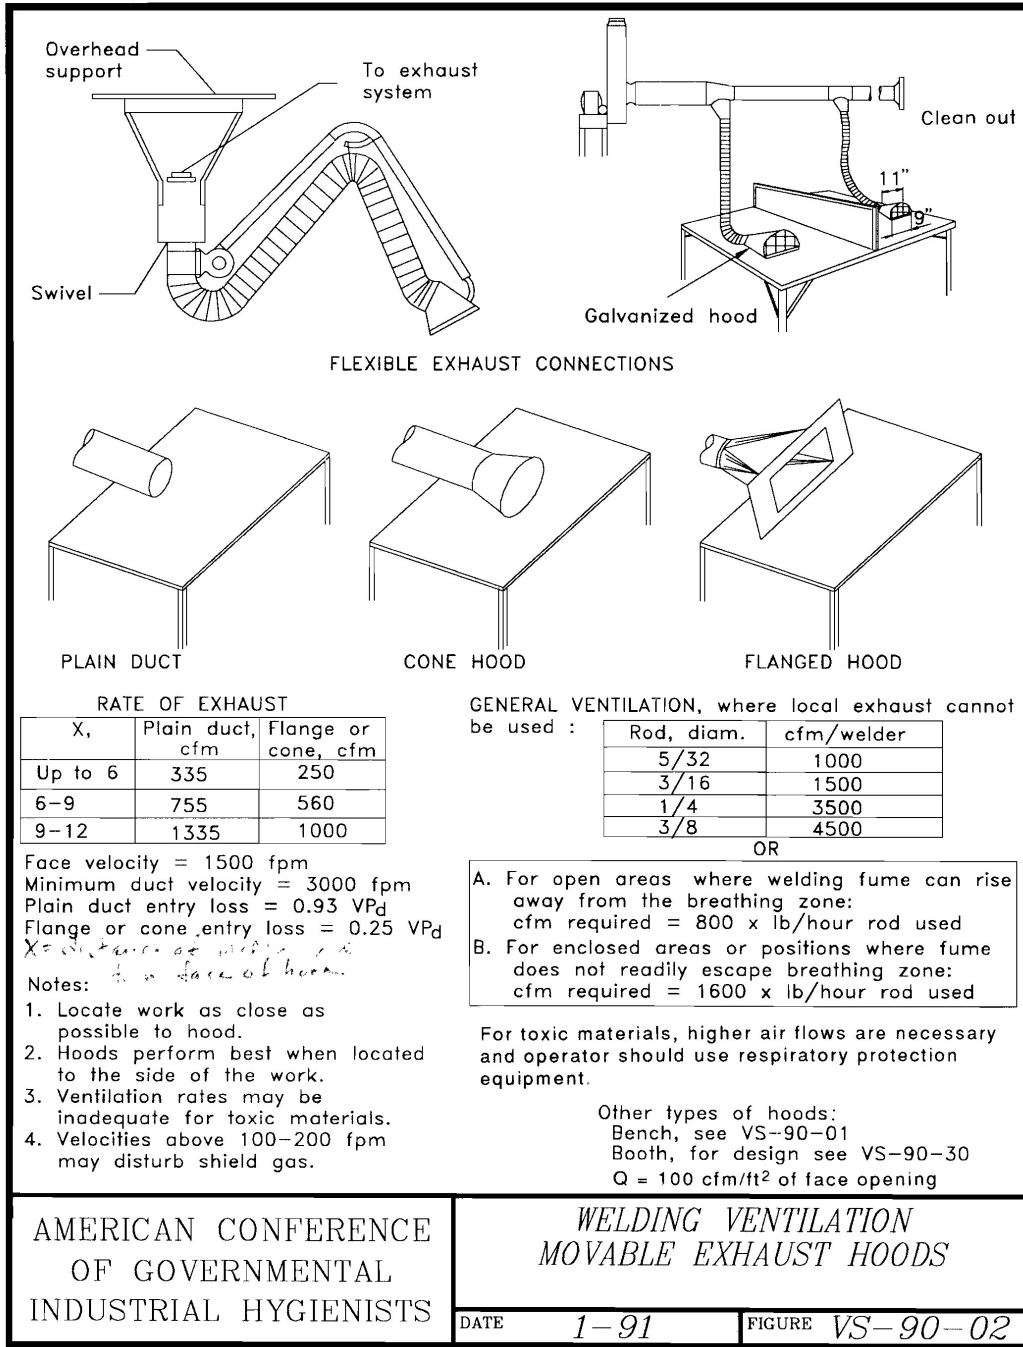 Overhead
support
To exhaust
system
Swivel
Clean out
11"
9"
Galvanized hood
FLEXIBLE EXHAUST CONNECTIONS
PLAIN DUCT
CONE HOOD
FLANGED HOOD
RATE OF EXHAUST
X, Plain duct, cfm Flange or cone, cfm
Up to 6 335 250
6-9 755 560
9-12 1335 1000
Face velocity = 1500 fpm
Minimum duct velocity = 3000 fpm
Plain duct entry loss = 0.93 VPd
Flange or cone entry loss = 0.25 VPd
X = distance of
face of hood
Notes:
1. Locate work as close as
possible to hood.
2. Hoods perform best when located
to the side of the work.
3. Ventilation rates may be
inadequate for toxic materials.
4. Velocities above 100-200 fpm
may disturb shield gas.
GENERAL VENTILATION, where local exhaust cannot
be used :
Rod, diam. cfm/welder
5/32 1000
3/16 1500
1/4 3500
3/8 4500
OR
A. For open areas where welding fume can rise
away from the breathing zone:
cfm required = 800 x lb/hour rod used
B. For enclosed areas or positions where fume
does not readily escape breathing zone:
cfm required = 1600 x lb/hour rod used
For toxic materials, higher air flows are necessary
and operator should use respiratory protection
equipment.
Other types of hoods:
Bench, see VS-90-01
Booth, for design see VS-90-30
Q = 100 cfm/ft² of face opening
AMERICAN CONFERENCE
OF GOVERNMENTAL
INDUSTRIAL HYGIENISTS
WELDING VENTILATION
MOVABLE EXHAUST HOODS
DATE 1-91
FIGURE VS-90-02